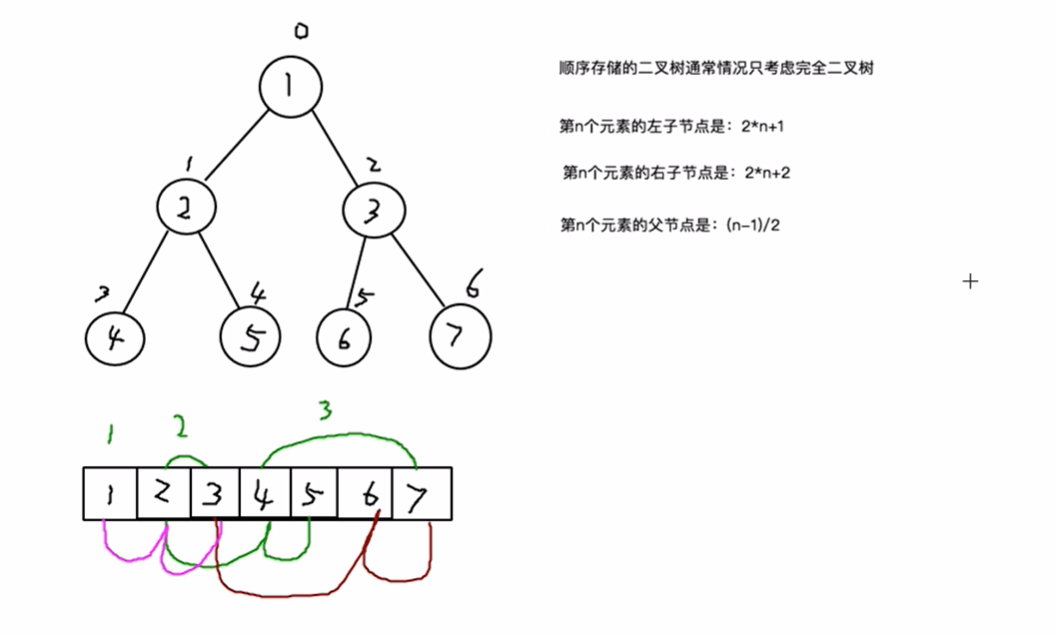 0
1
顺序存储的二叉树通常情况只考虑完全二叉树
第n个元素的左子节点是：2*n+1
1 2
第n个元素的右子节点是：2*n+2
2 3
第n个元素的父节点是：(n-1)/2
3 4 5 6
4 5 6 7
1 2 3
1 2 3 4 5 6 7